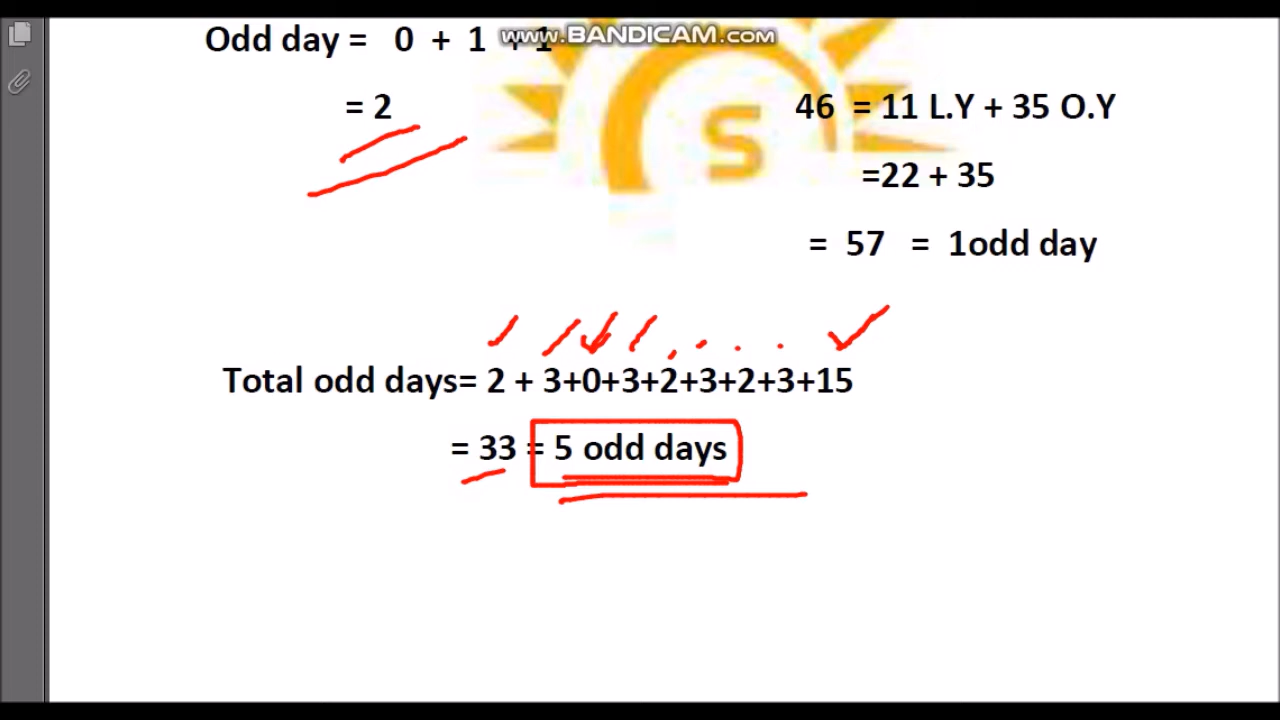 www.BANDICAM.com
Odd day = 0 + 1 + 1
= 2
46 = 11 L.Y + 35 O.Y
=22 + 35
= 57 = 1odd day
S
Total odd days= 2 + 3+0+3+2+3+2+3+15
= 33 = 5 odd days